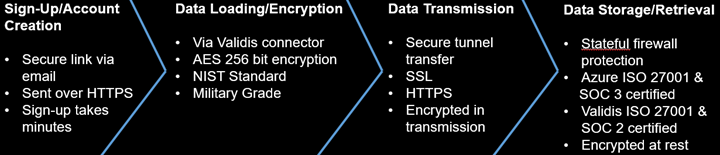 Sign-Up/Account
Creation
• Secure link via
email
• Sent over HTTPS
• Sign-up takes
minutes
Data Loading/Encryption
• Via Validis connector
• AES 256 bit encryption
• NIST Standard
• Military Grade
Data Transmission
• Secure tunnel
transfer
• SSL
• HTTPS
• Encrypted in
transmission
Data Storage/Retrieval
• Stateful firewall
protection
• Azure ISO 27001 &
SOC 3 certified
• Validis ISO 27001 &
SOC 2 certified
• Encrypted at rest